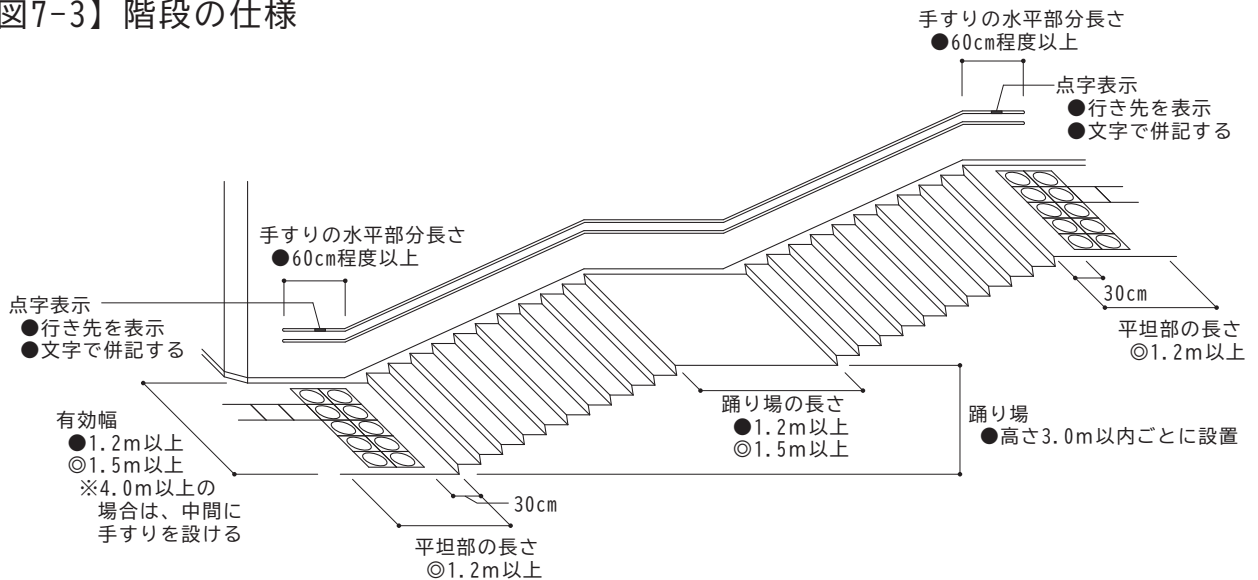 図7-3】階段の仕様
手すりの水平部分長さ
●60cm程度以上
点字表示
●行き先を表示
●文字で併記する
手すりの水平部分長さ
●60cm程度以上
点字表示
●行き先を表示
●文字で併記する
30cm
平坦部の長さ
◎1.2m以上
有効幅
●1.2m以上
◎1.5m以上
※4.0m以上の
場合は、中間に
手すりを設ける
踊り場の長さ
●1.2m以上
◎1.5m以上
踊り場
●高さ3.0m以内ごとに設置
30cm
平坦部の長さ
◎1.2m以上